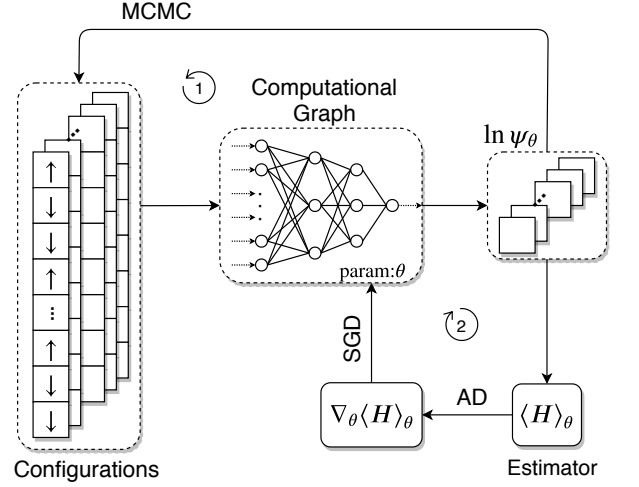 MCMC
1
Computational
Graph
ln ψ_θ
↑
↓
↓
↑
...
↑
↓
↓
param:θ
SGD
2
∇_θ⟨H⟩_θ
AD
⟨H⟩_θ
Configurations
Estimator